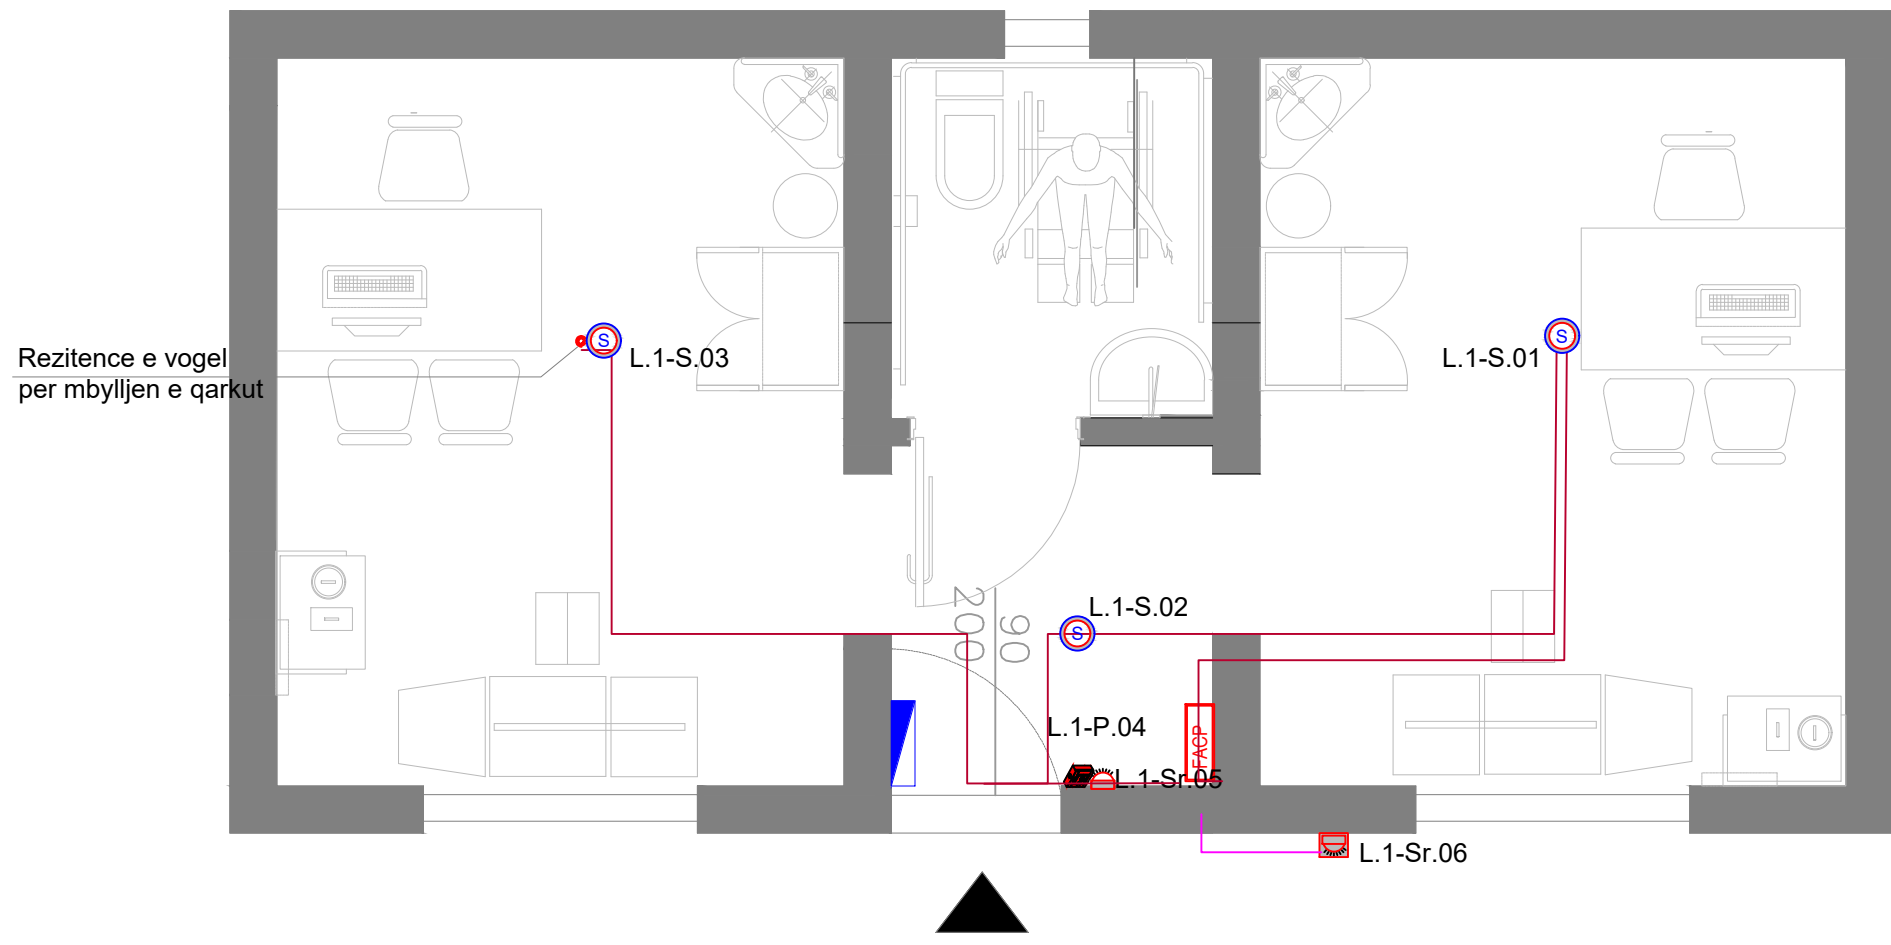 Rezitence e vogel
per mbylljen e qarkut
S
L.1-S.03
L.1-S.01
S
L.1-S.02
S
200
90
L.1-P.04
FACP
L.1-Sr.05
L.1-Sr.06